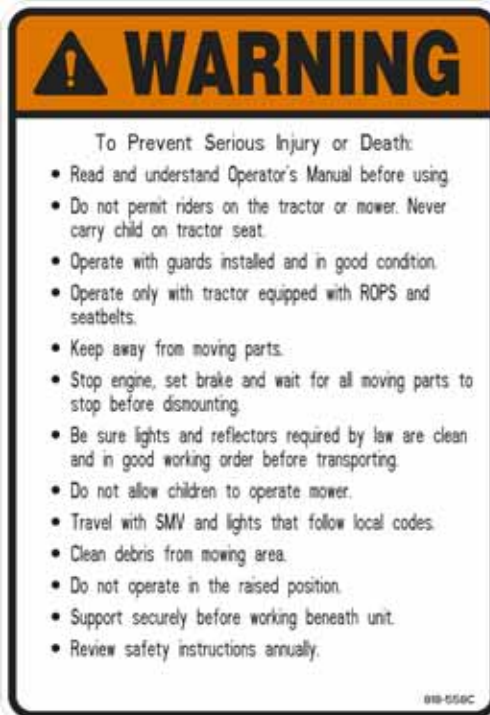 WARNING
To Prevent Serious Injury or Death:
• Read and understand Operator's Manual before using.
• Do not permit riders on the tractor or mower. Never
carry child on tractor seat.
• Operate with guards installed and in good condition.
• Operate only with tractor equipped with ROPS and
seatbelts.
• Keep away from moving parts.
• Stop engine, set brake and wait for all moving parts to
stop before dismounting.
• Be sure lights and reflectors required by law are clean
and in good working order before transporting.
• Do not allow children to operate mower.
• Travel with SMV and lights that follow local codes.
• Clean debris from mowing area.
• Do not operate in the raised position.
• Support securely before working beneath unit.
• Review safety instructions annually.
818-558C